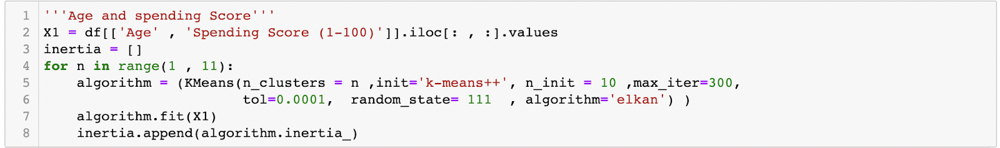 1 '''Age and spending Score'''
2 X1 = df[['Age' , 'Spending Score (1-100)']].iloc[: , :].values
3 inertia = []
4 for n in range(1 , 11):
5     algorithm = (KMeans(n_clusters = n ,init='k-means++', n_init = 10 ,max_iter=300,
6                         tol=0.0001,  random_state= 111  , algorithm='elkan') )
7     algorithm.fit(X1)
8     inertia.append(algorithm.inertia_)